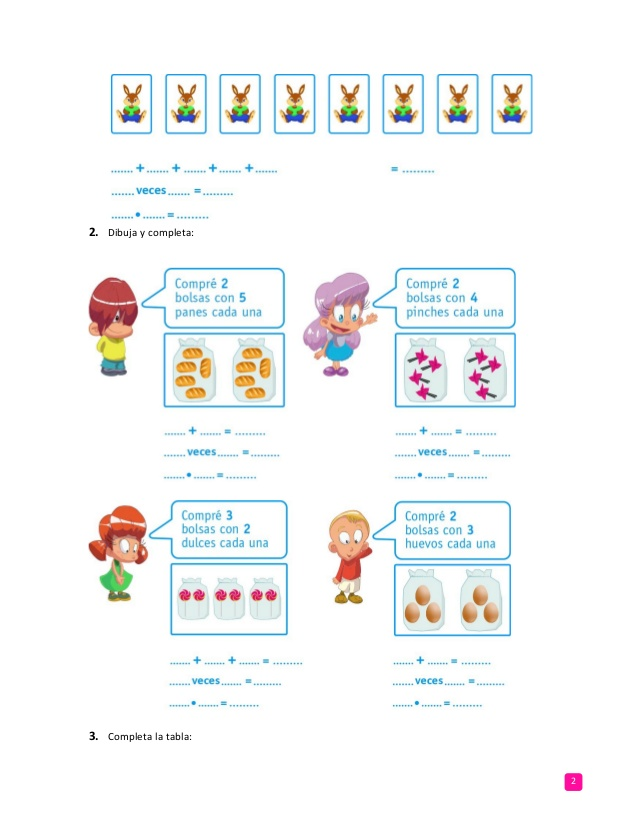 ....... + ....... + ....... + ....... + ....... = .........
....... veces ....... = .........
....... • ....... = .........
2. Dibuja y completa:
Compré 2
bolsas con 5
panes cada una
Compré 2
bolsas con 4
pinches cada una
....... + ....... = .........
....... veces ....... = .........
....... • ....... = .........
....... + ....... = .........
....... veces ....... = .........
....... • ....... = .........
Compré 3
bolsas con 2
dulces cada una
Compré 2
bolsas con 3
huevos cada una
....... + ....... + ....... = .........
....... veces ....... = .........
....... • ....... = .........
....... + ....... = .........
....... veces ....... = .........
....... • ....... = .........
3. Completa la tabla:
2